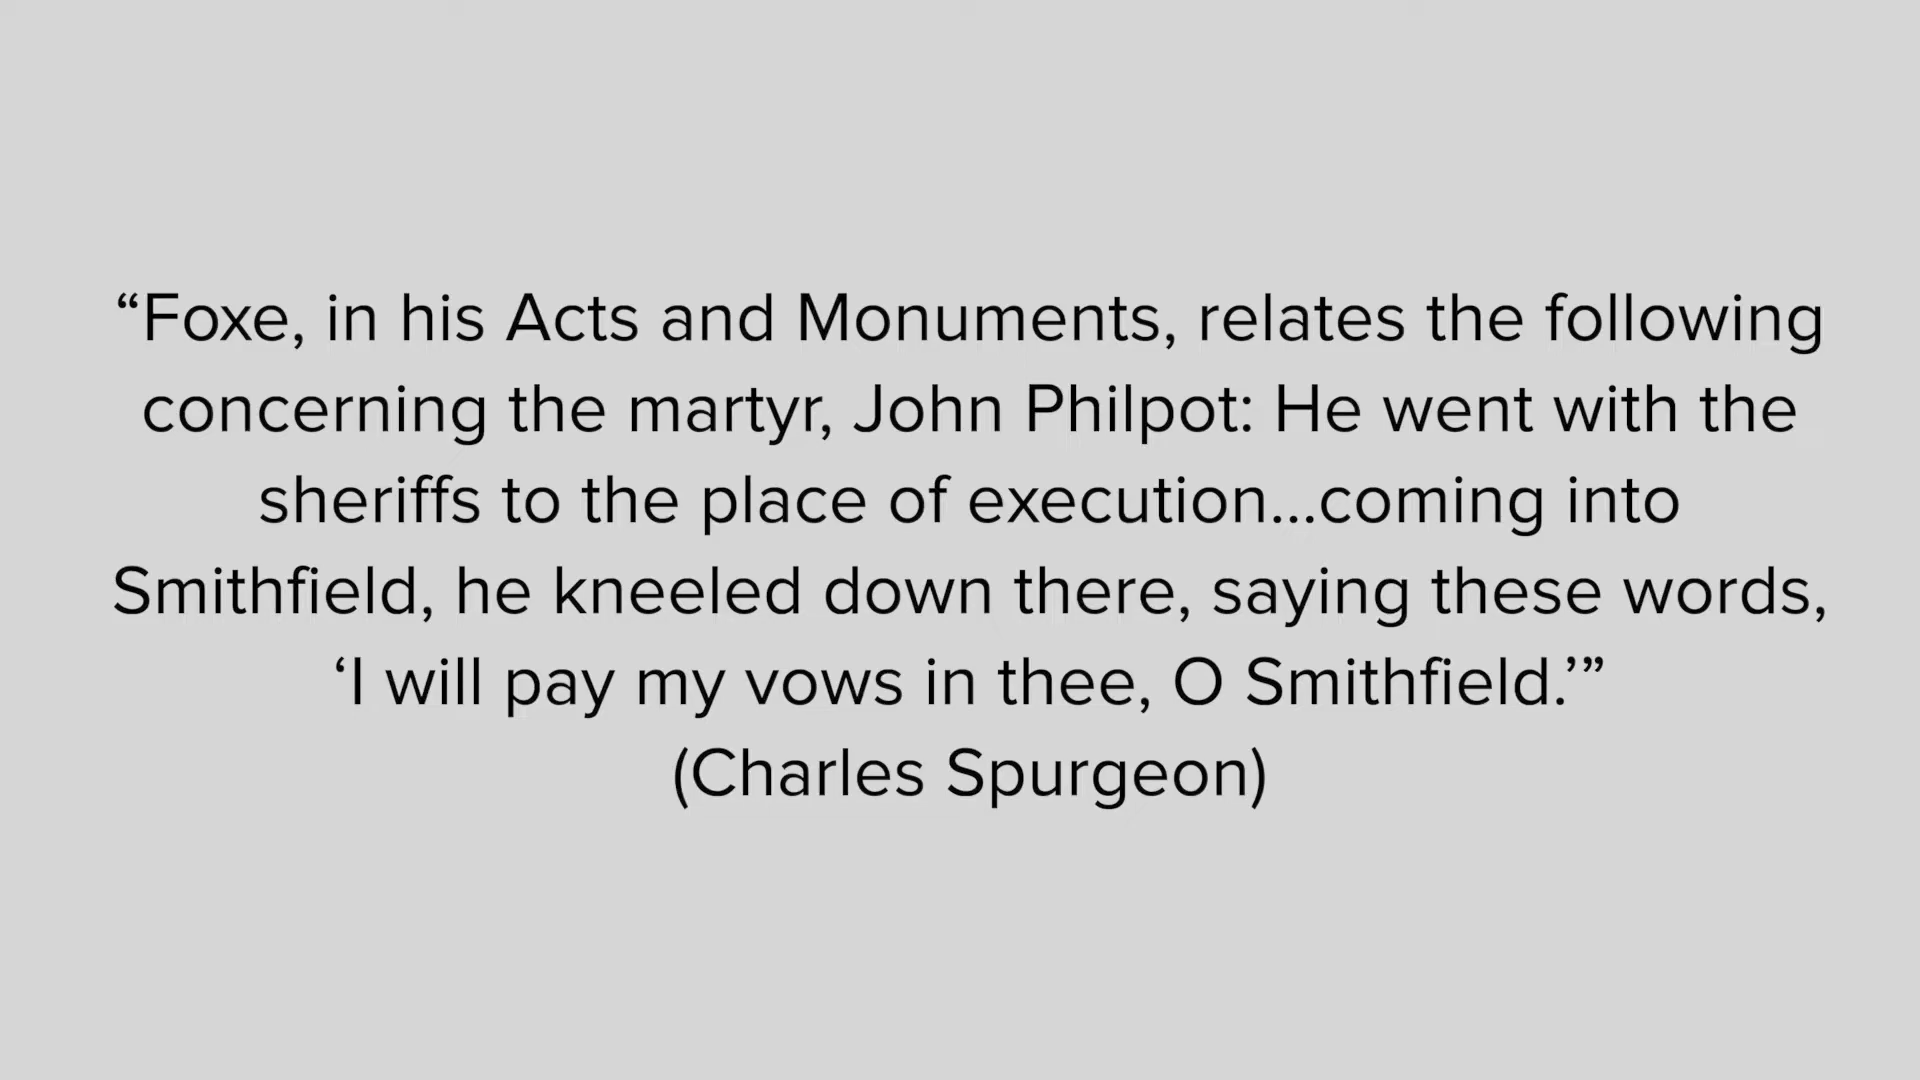 “Foxe, in his Acts and Monuments, relates the following
concerning the martyr, John Philpot: He went with the
sheriffs to the place of execution...coming into
Smithfield, he kneeled down there, saying these words,
‘I will pay my vows in thee, O Smithfield.’”
(Charles Spurgeon)